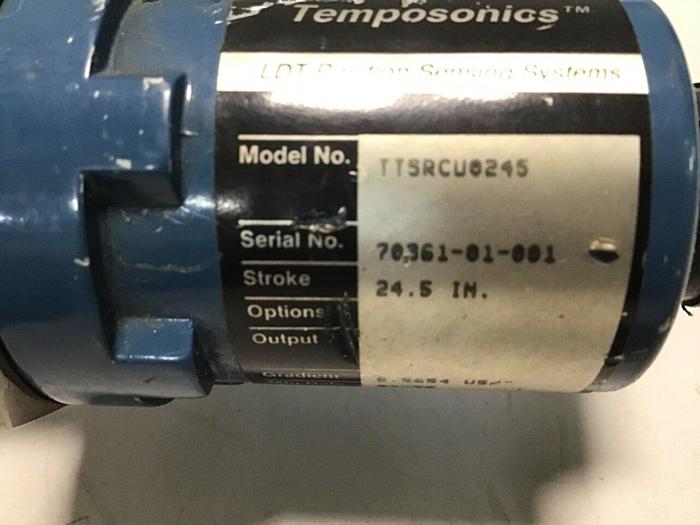 Temposonics™
LDT Position Sensing Systems
Model No. TTSRCU0245
Serial No. 70361-01-001
Stroke 24.5 IN.
Options
Output
Gradient